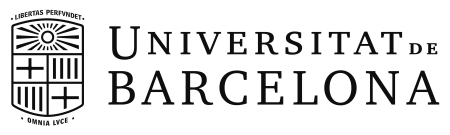 · LIBERTAS PERFVNDET ·
UNIVERSITAT DE
BARCELONA
· OMNIA LVCE ·